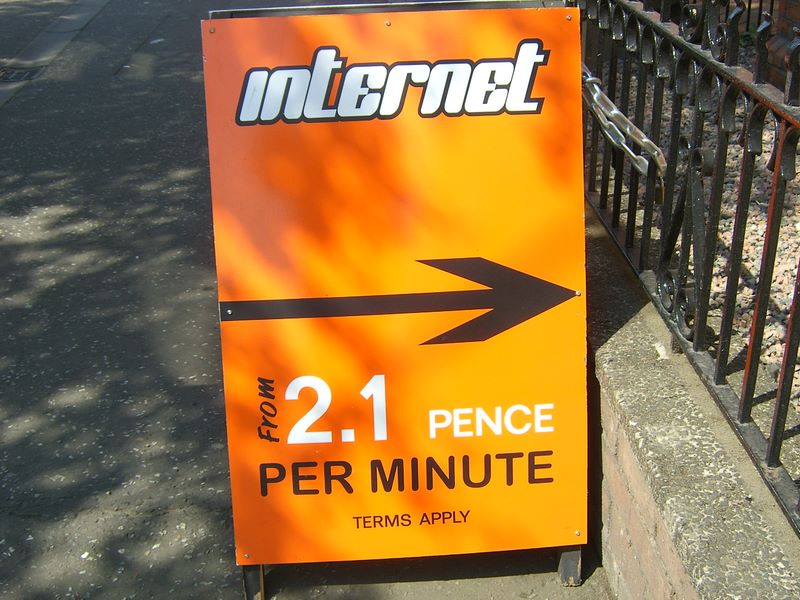 internet
From 2.1 PENCE
PER MINUTE
TERMS APPLY